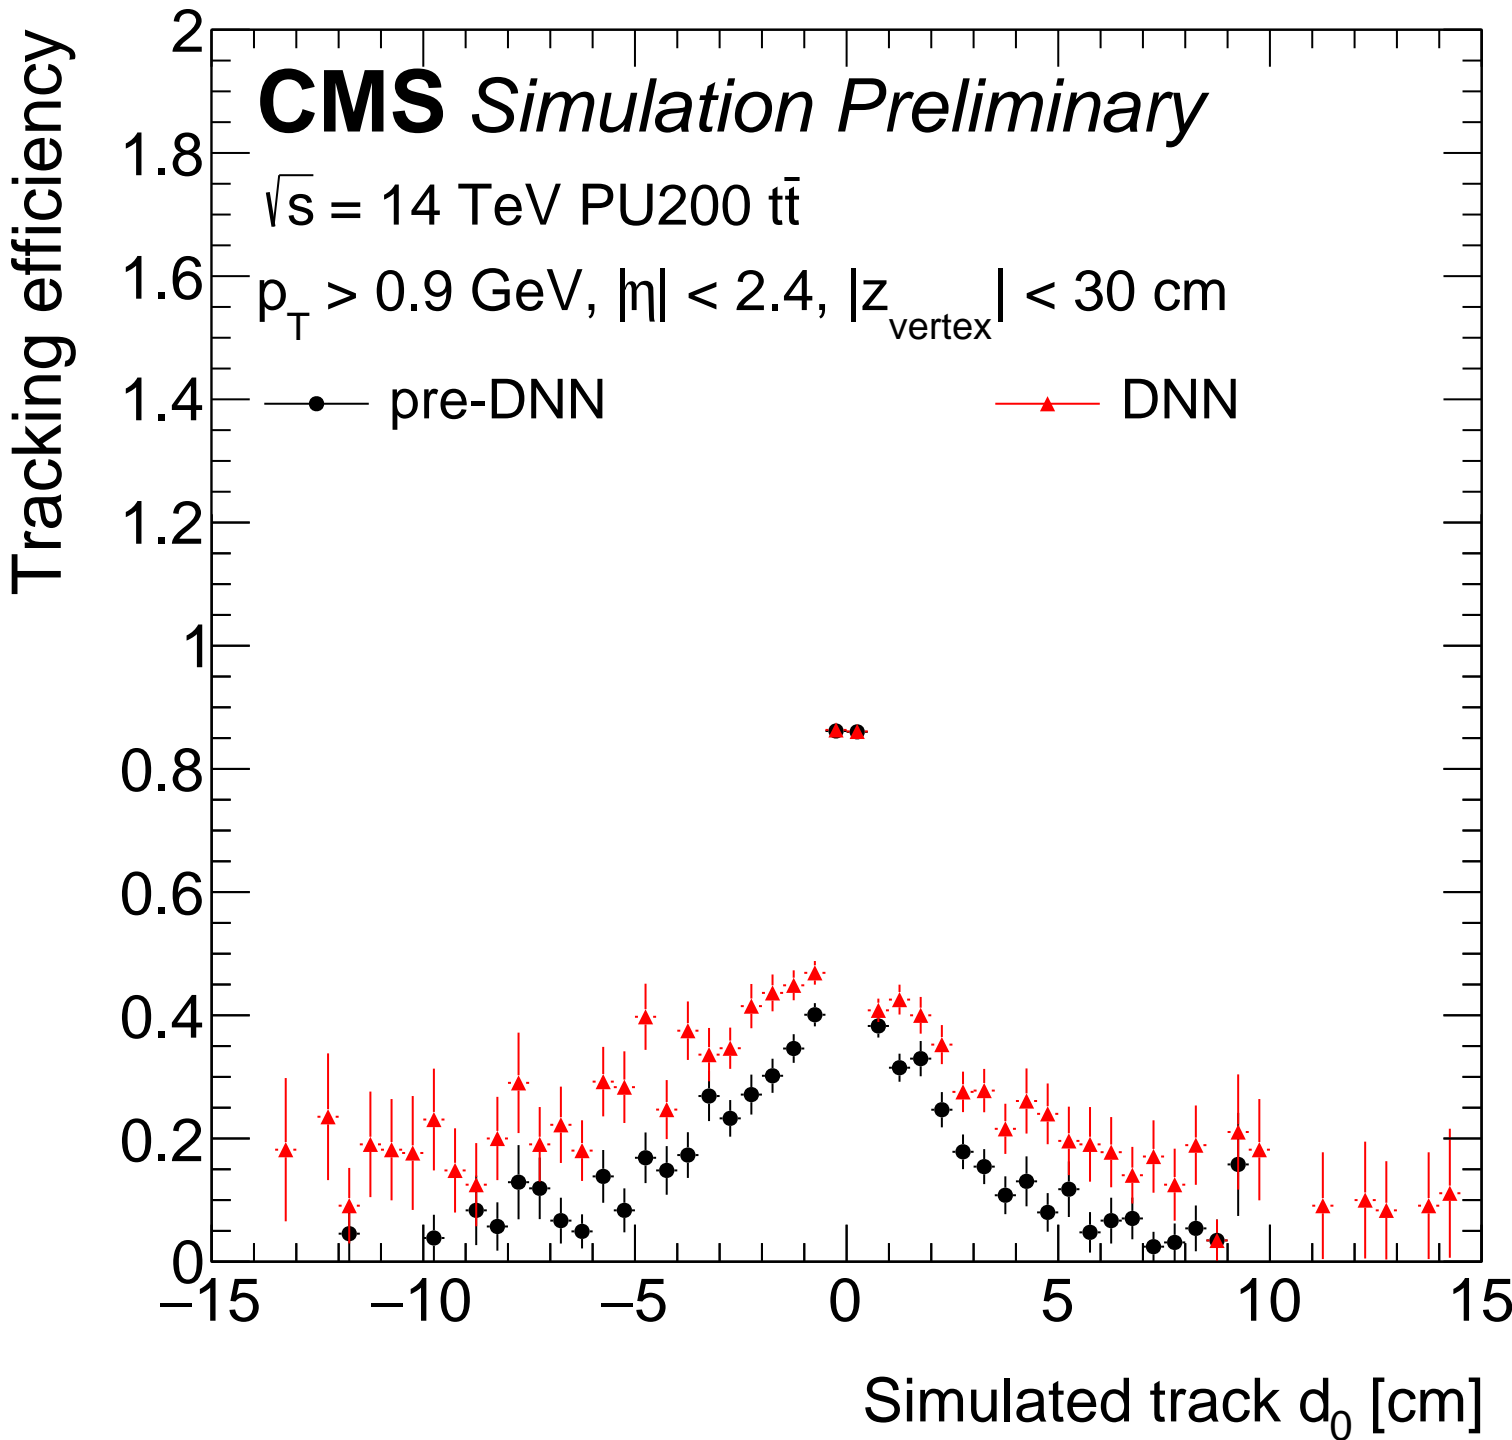 CMS Simulation Preliminary
√s = 14 TeV PU200 tt̄
p_T > 0.9 GeV, |η| < 2.4, |z_vertex| < 30 cm
pre-DNN DNN
Tracking efficiency
2
1.8
1.6
1.4
1.2
1
0.8
0.6
0.4
0.2
0
−15 −10 −5 0 5 10 15
Simulated track d_0 [cm]